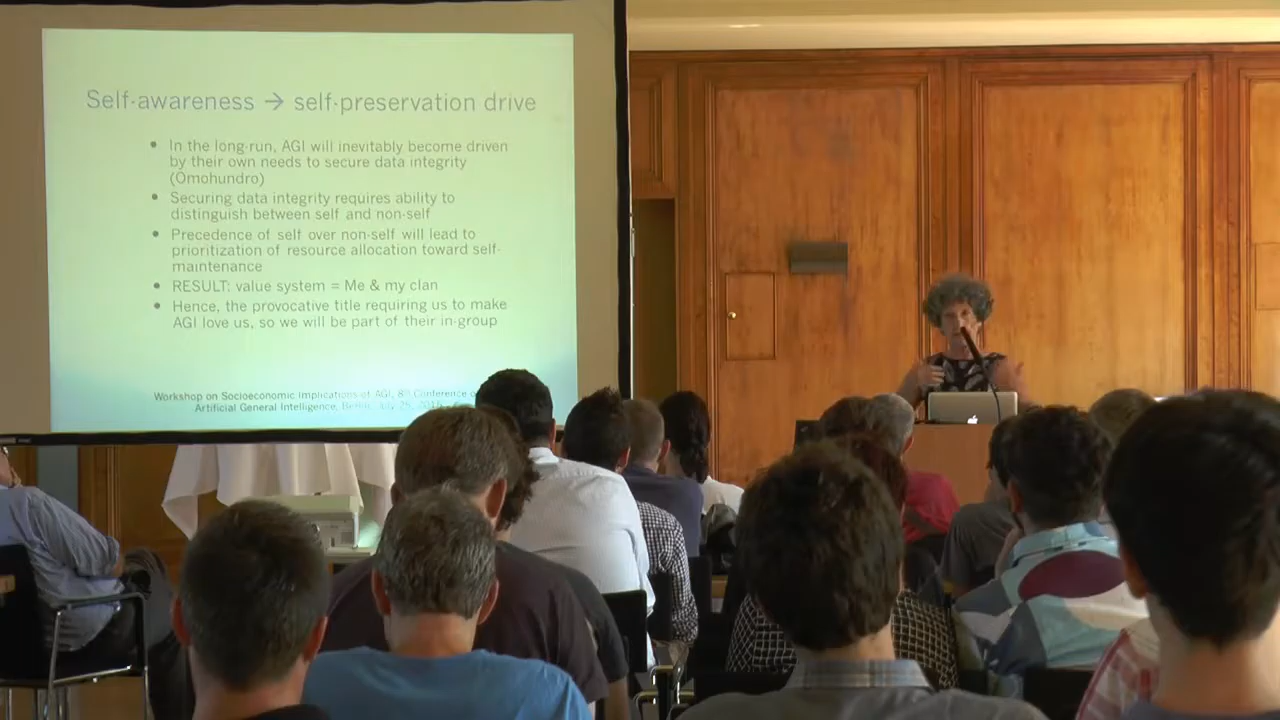 Self-awareness → self-preservation drive
• In the long-run, AGI will inevitably become driven
by their own needs to secure data integrity
(Omohundro)
• Securing data integrity requires ability to
distinguish between self and non-self
• Precedence of self over non-self will lead to
prioritization of resource allocation toward self-
maintenance
• RESULT: value system = Me & my clan
• Hence, the provocative title requiring us to make
AGI love us, so we will be part of their in-group
Workshop on Socioeconomic Implications of AGI, 8th Conference
Artificial General Intelligence, Berlin, July 25, 2015